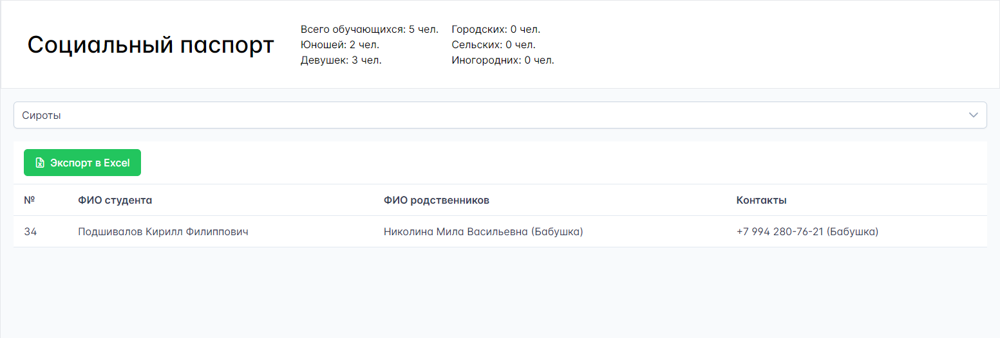 Социальный паспорт
Всего обучающихся: 5 чел.
Юношей: 2 чел.
Девушек: 3 чел.
Городских: 0 чел.
Сельских: 0 чел.
Иногородних: 0 чел.
Сироты
Экспорт в Excel
№ ФИО студента ФИО родственников Контакты
34 Подшивалов Кирилл Филиппович Николина Мила Васильевна (Бабушка) +7 994 280-76-21 (Бабушка)